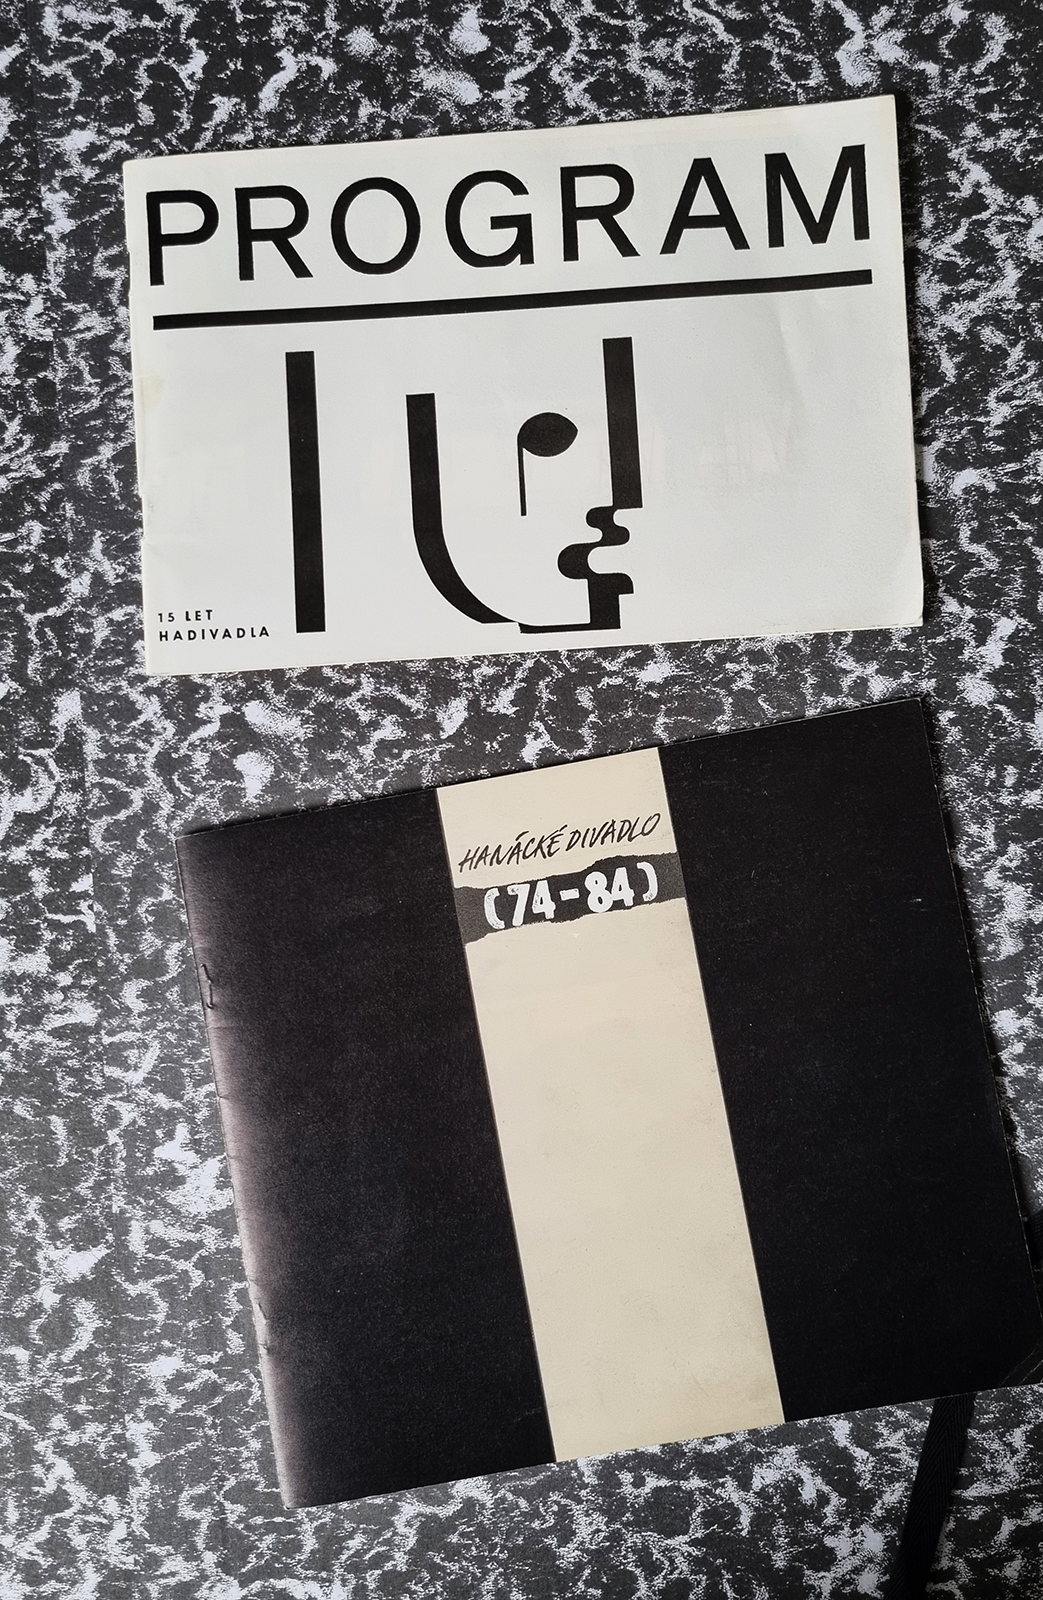 PROGRAM
15 LET
HADIVADLA
HANÁCKÉ DIVADLO
(74-84)